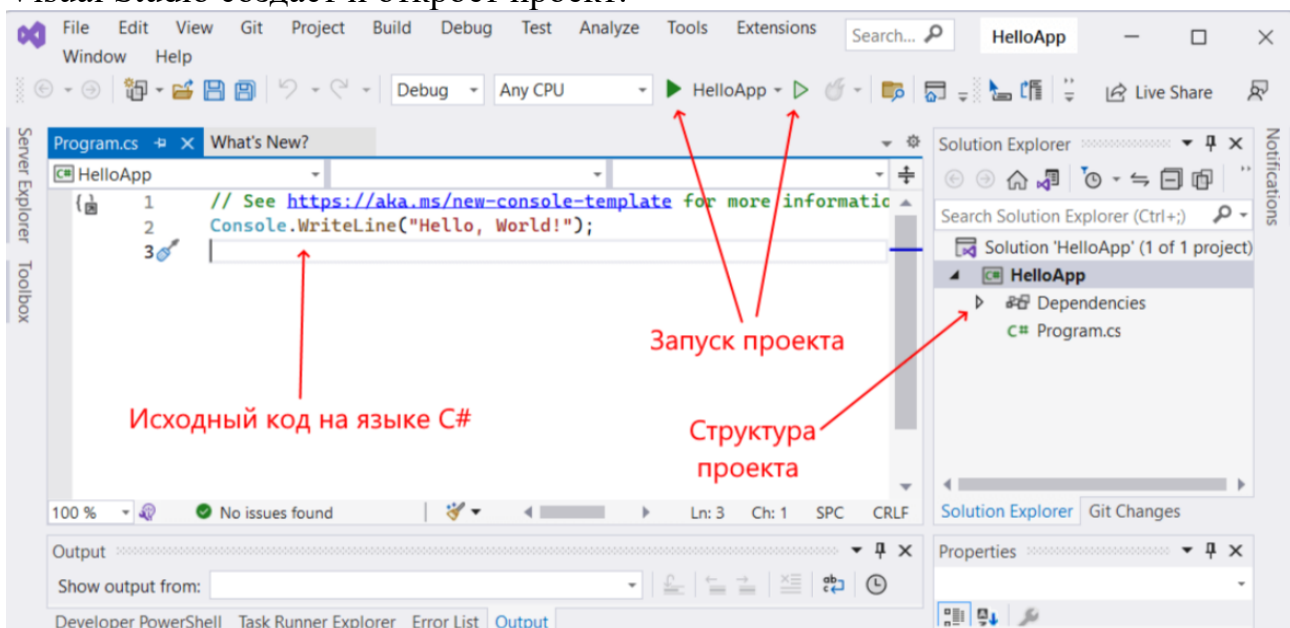 Visual Studio создаст и откроет проект:
File Edit View Git Project Build Debug Test Analyze Tools Extensions Search... HelloApp
Window Help
Debug Any CPU HelloApp Live Share
Server Explorer
Toolbox
Program.cs What's New?
HelloApp
1 // See https://aka.ms/new-console-template for more informatic
2 Console.WriteLine("Hello, World!");
3
Запуск проекта
Исходный код на языке C#
Структура
проекта
100 % No issues found Ln: 3 Ch: 1 SPC CRLF
Solution Explorer
Search Solution Explorer (Ctrl+;)
Solution 'HelloApp' (1 of 1 project)
C# HelloApp
Dependencies
C# Program.cs
Solution Explorer Git Changes
Notifications
Output
Show output from:
Developer PowerShell Task Runner Explorer Error List Output
Properties